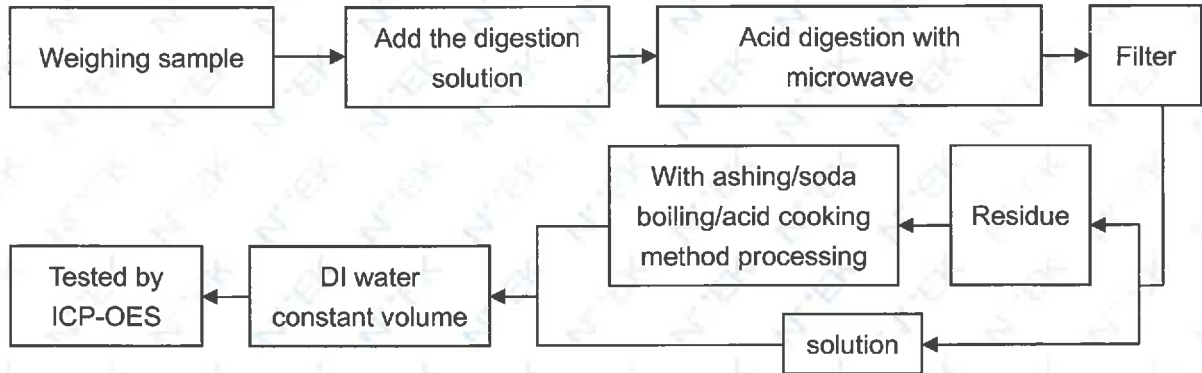 Weighing sample
Add the digestion
solution
Acid digestion with
microwave
Filter
With ashing/soda
boiling/acid cooking
method processing
Residue
Tested by
ICP-OES
DI water
constant volume
solution